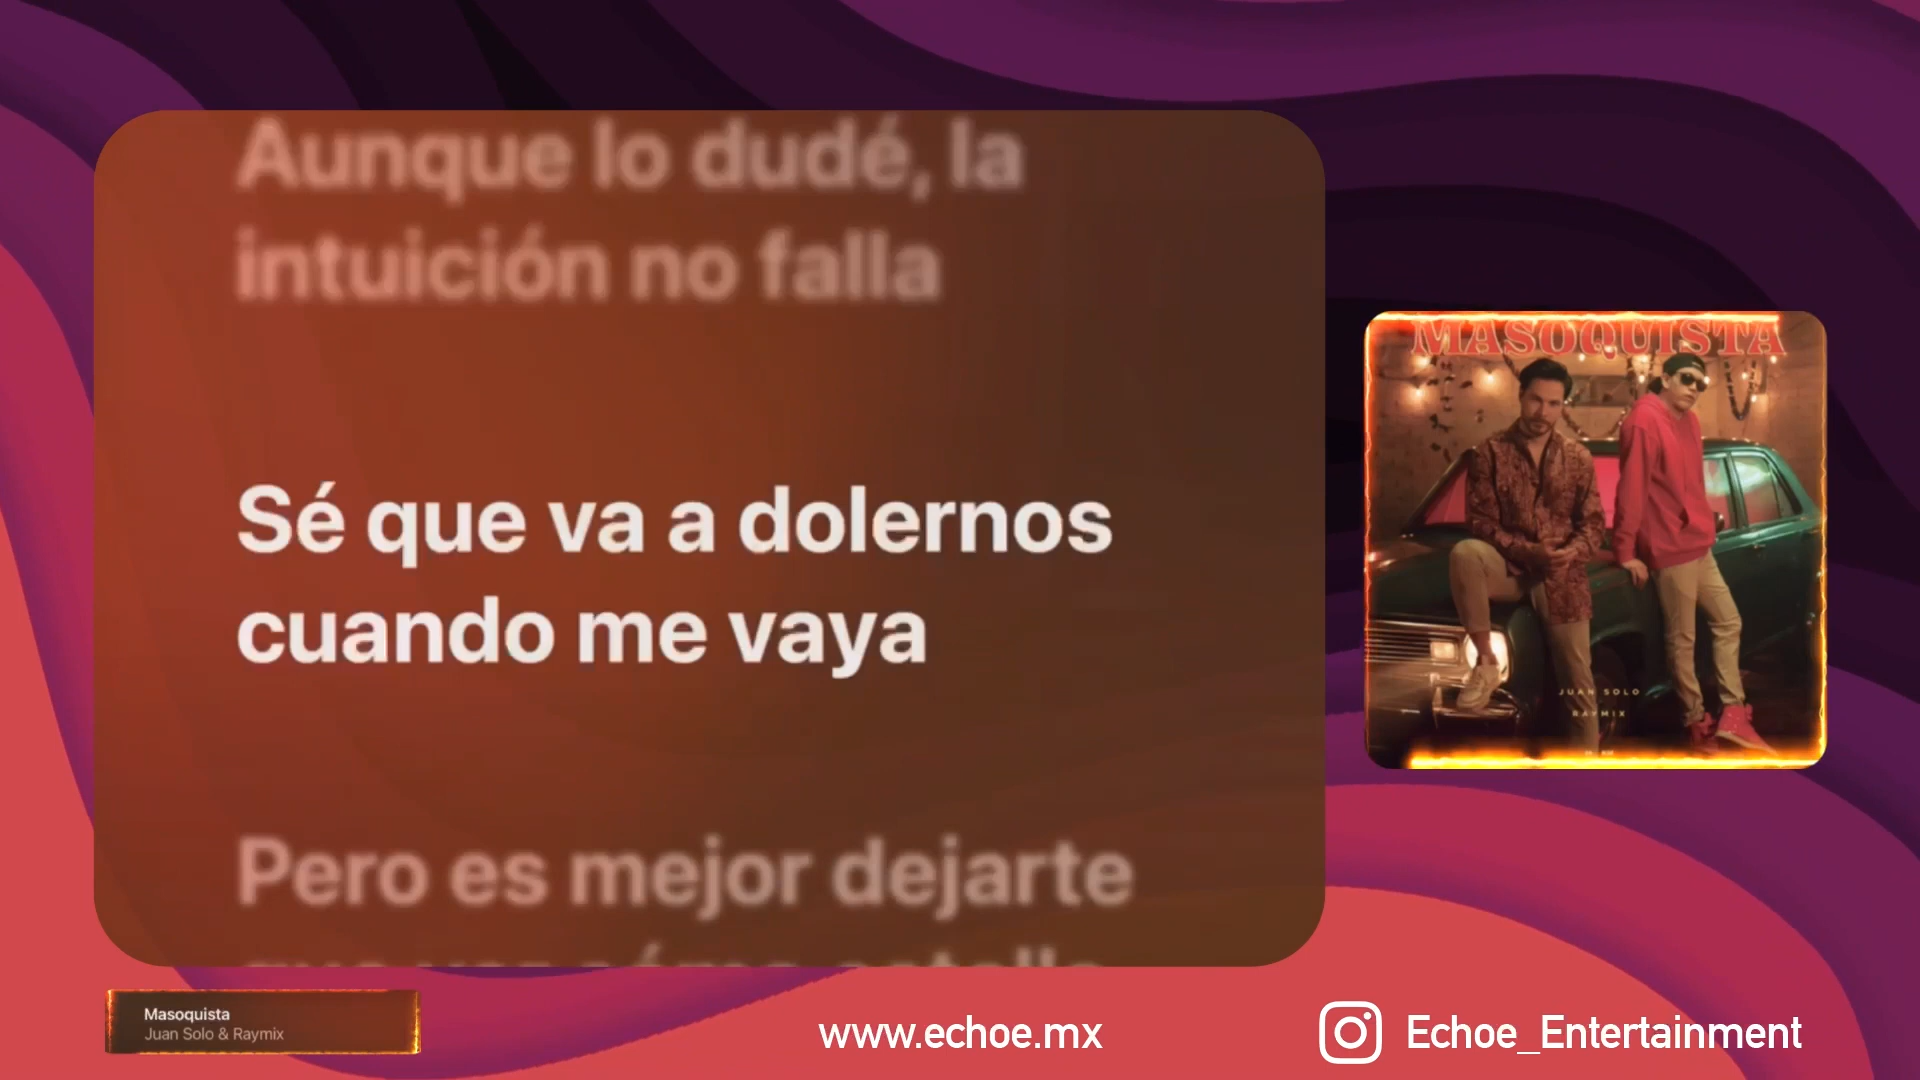 Aunque lo dudé, la
intuición no falla
Sé que va a dolernos
cuando me vaya
Pero es mejor dejarte
MASOQUISTA
JUAN SOLO
RAYMIX
Masoquista
Juan Solo & Raymix
www.echoe.mx
Echoe_Entertainment